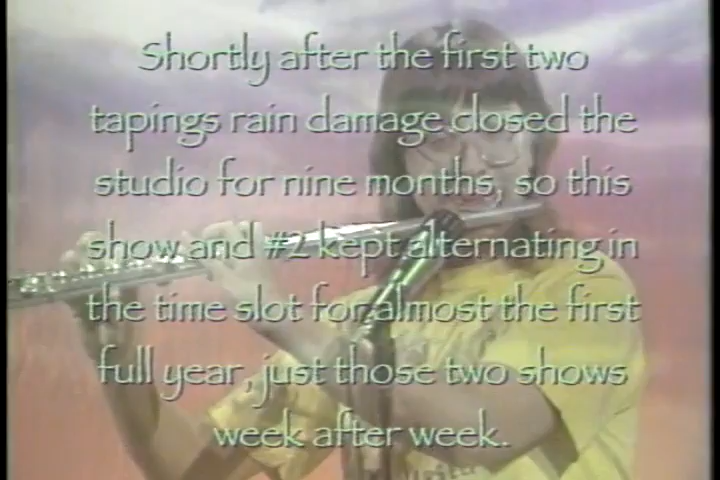 Shortly after the first two
tapings rain damage closed the
studio for nine months, so this
show and #2 kept alternating in
the time slot for almost the first
full year, just those two shows
week after week.